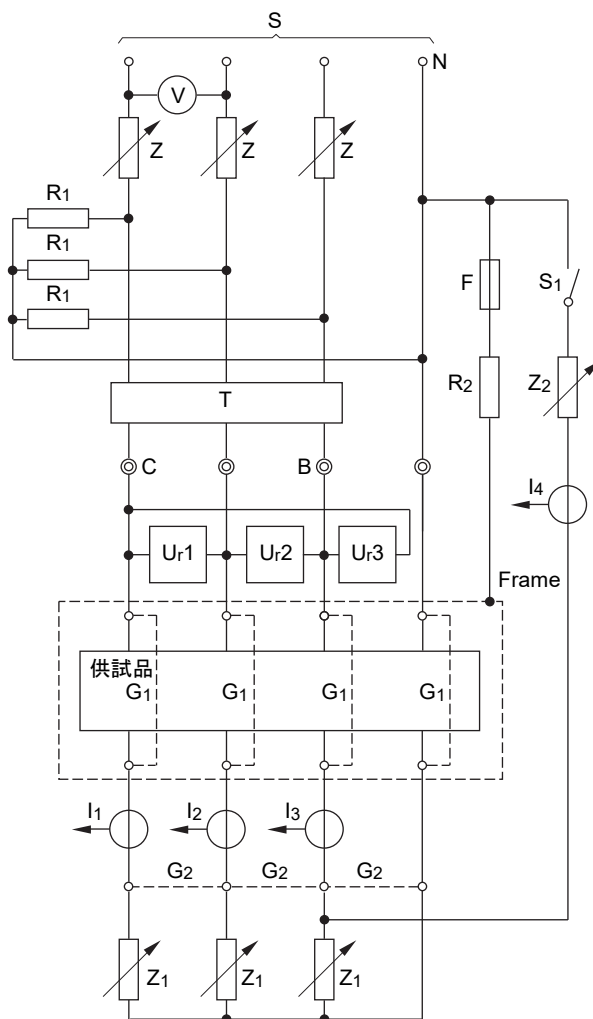 S
N
V
Z Z Z
R1
R1
R1
F
S1
R2
Z2
T
C
B
I4
Ur1 Ur2 Ur3
Frame
供試品
G1 G1 G1 G1
I1 I2 I3
G2 G2 G2
Z1 Z1 Z1